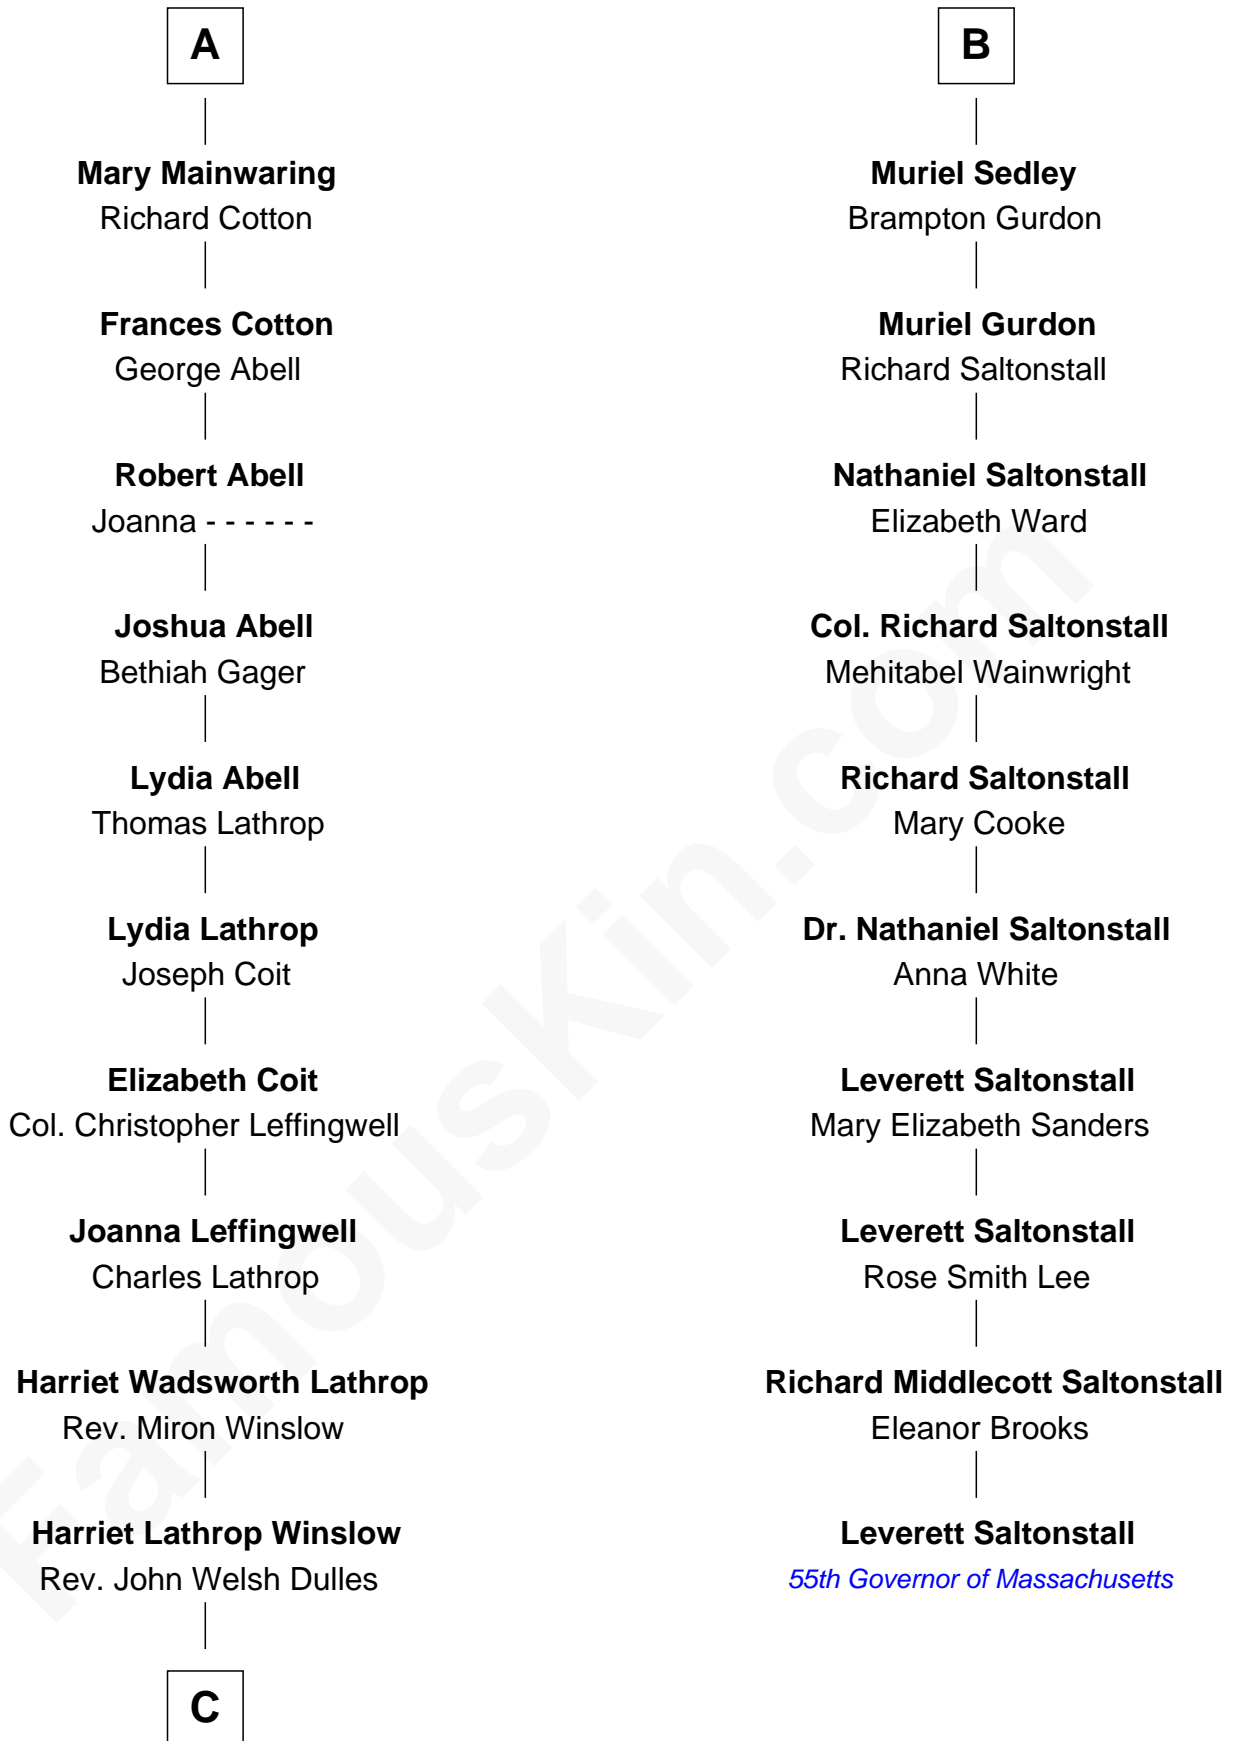 A
Mary Mainwaring
Richard Cotton
Frances Cotton
George Abell
Robert Abell
Joanna - - - - - -
Joshua Abell
Bethiah Gager
Lydia Abell
Thomas Lathrop
Lydia Lathrop
Joseph Coit
Elizabeth Coit
Col. Christopher Leffingwell
Joanna Leffingwell
Charles Lathrop
Harriet Wadsworth Lathrop
Rev. Miron Winslow
Harriet Lathrop Winslow
Rev. John Welsh Dulles
C
B
Muriel Sedley
Brampton Gurdon
Muriel Gurdon
Richard Saltonstall
Nathaniel Saltonstall
Elizabeth Ward
Col. Richard Saltonstall
Mehitabel Wainwright
Richard Saltonstall
Mary Cooke
Dr. Nathaniel Saltonstall
Anna White
Leverett Saltonstall
Mary Elizabeth Sanders
Leverett Saltonstall
Rose Smith Lee
Richard Middlecott Saltonstall
Eleanor Brooks
Leverett Saltonstall
55th Governor of Massachusetts
FamousKin.com